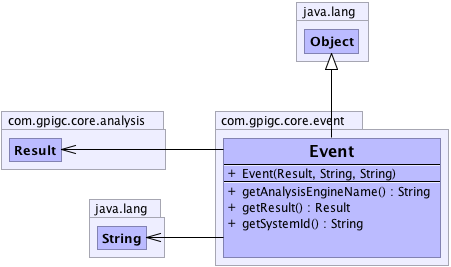 java.lang
Object
com.gpigc.core.analysis
Result
com.gpigc.core.event
Event
+ Event(Result, String, String)
+ getAnalysisEngineName() : String
+ getResult() : Result
+ getSystemId() : String
java.lang
String